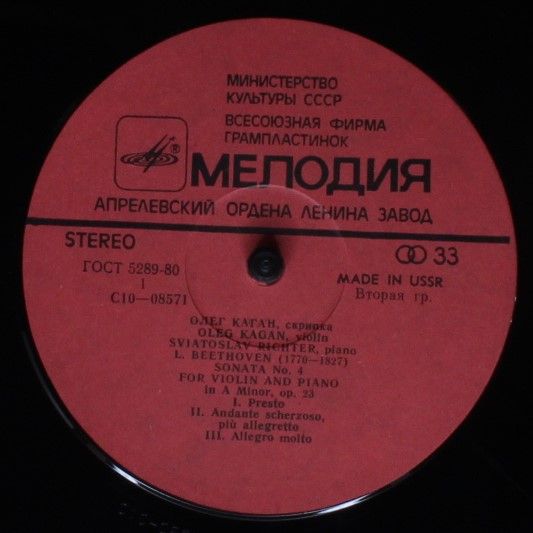 МИНИСТЕРСТВО
КУЛЬТУРЫ СССР
ВСЕСОЮЗНАЯ ФИРМА
ГРАМПЛАСТИНОК
®
МЕЛОДИЯ
АПРЕЛЕВСКИЙ ОРДЕНА ЛЕНИНА ЗАВОД
STEREO
33
ГОСТ 5289-80
MADE IN USSR
1
Вторая гр.
С10—08571
ОЛЕГ КАГАН, скрипка
OLEG KAGAN, violin
SVIATOSLAV RICHTER, piano
L. BEETHOVEN (1770—1827)
SONATA No. 4
FOR VIOLIN AND PIANO
in A Minor, op. 23
I. Presto
II. Andante scherzoso,
più allegretto
III. Allegro molto